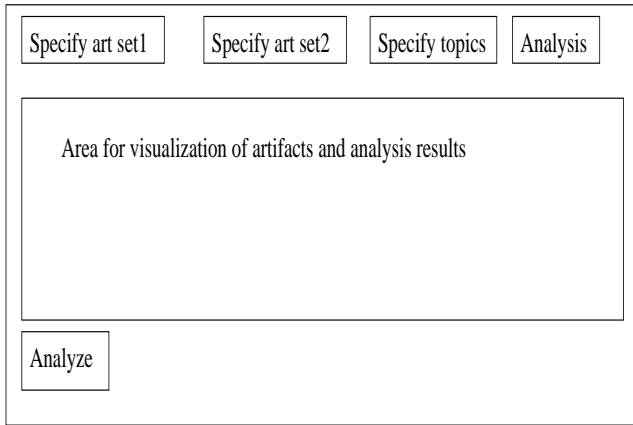 Specify art set1
Specify art set2
Specify topics
Analysis
Area for visualization of artifacts and analysis results
Analyze